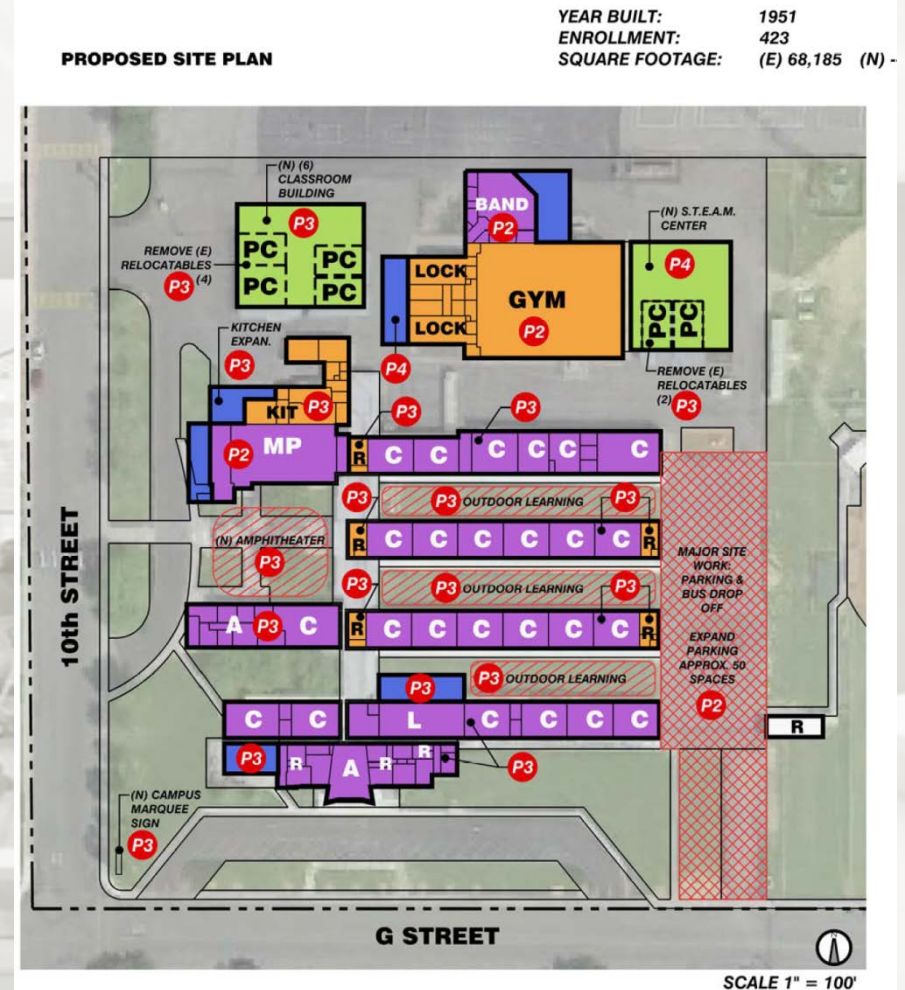 YEAR BUILT: 1951
ENROLLMENT: 423
PROPOSED SITE PLAN
SQUARE FOOTAGE: (E) 68,185 (N) -
(N) (6)
CLASSROOM
BUILDING
P3
PC
PC
PC
PC
REMOVE (E)
RELOCATABLES
(4)
P3
BAND
P2
LOCK
LOCK
GYM
P2
P4
(N) S.T.E.A.M.
CENTER
P4
PC
PC
REMOVE (E)
RELOCATABLES
(2)
P3
KITCHEN
EXPAN.
P3
KIT
P3
P2
MP
P3
P3
R C C C C C C
P3
P3 OUTDOOR LEARNING
P3
R C C C C C C R
(N) AMPHITHEATER
P3
P3
P3 OUTDOOR LEARNING
P3
A P3 C
R C C C C C C R
P3
P3 OUTDOOR LEARNING
C C
L C C C C
P3
R A R R
P3
MAJOR SITE
WORK:
PARKING &
BUS DROP
OFF
EXPAND
PARKING
APPROX. 50
SPACES
P2
R
(N) CAMPUS
MARQUEE
SIGN
P3
10th STREET
G STREET
N
SCALE 1" = 100'